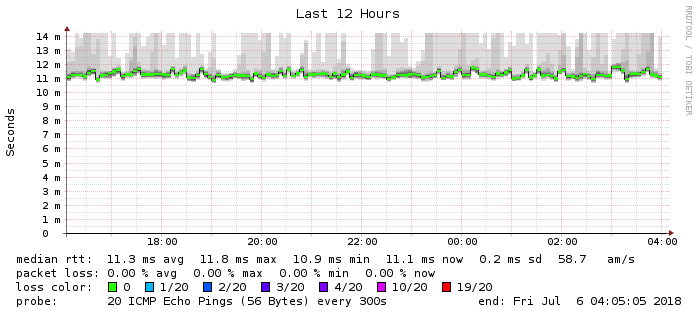 Last 12 Hours
RRDTOOL / TOBI OETIKER
Seconds
14 m
13 m
12 m
11 m
10 m
9 m
8 m
7 m
6 m
5 m
4 m
3 m
2 m
1 m
0
18:00 20:00 22:00 00:00 02:00 04:00
median rtt: 11.3 ms avg 11.8 ms max 10.9 ms min 11.1 ms now 0.2 ms sd 58.7 am/s
packet loss: 0.00 % avg 0.00 % max 0.00 % min 0.00 % now
loss color: 0 1/20 2/20 3/20 4/20 10/20 19/20
probe: 20 ICMP Echo Pings (56 Bytes) every 300s end: Fri Jul 6 04:05:05 2018